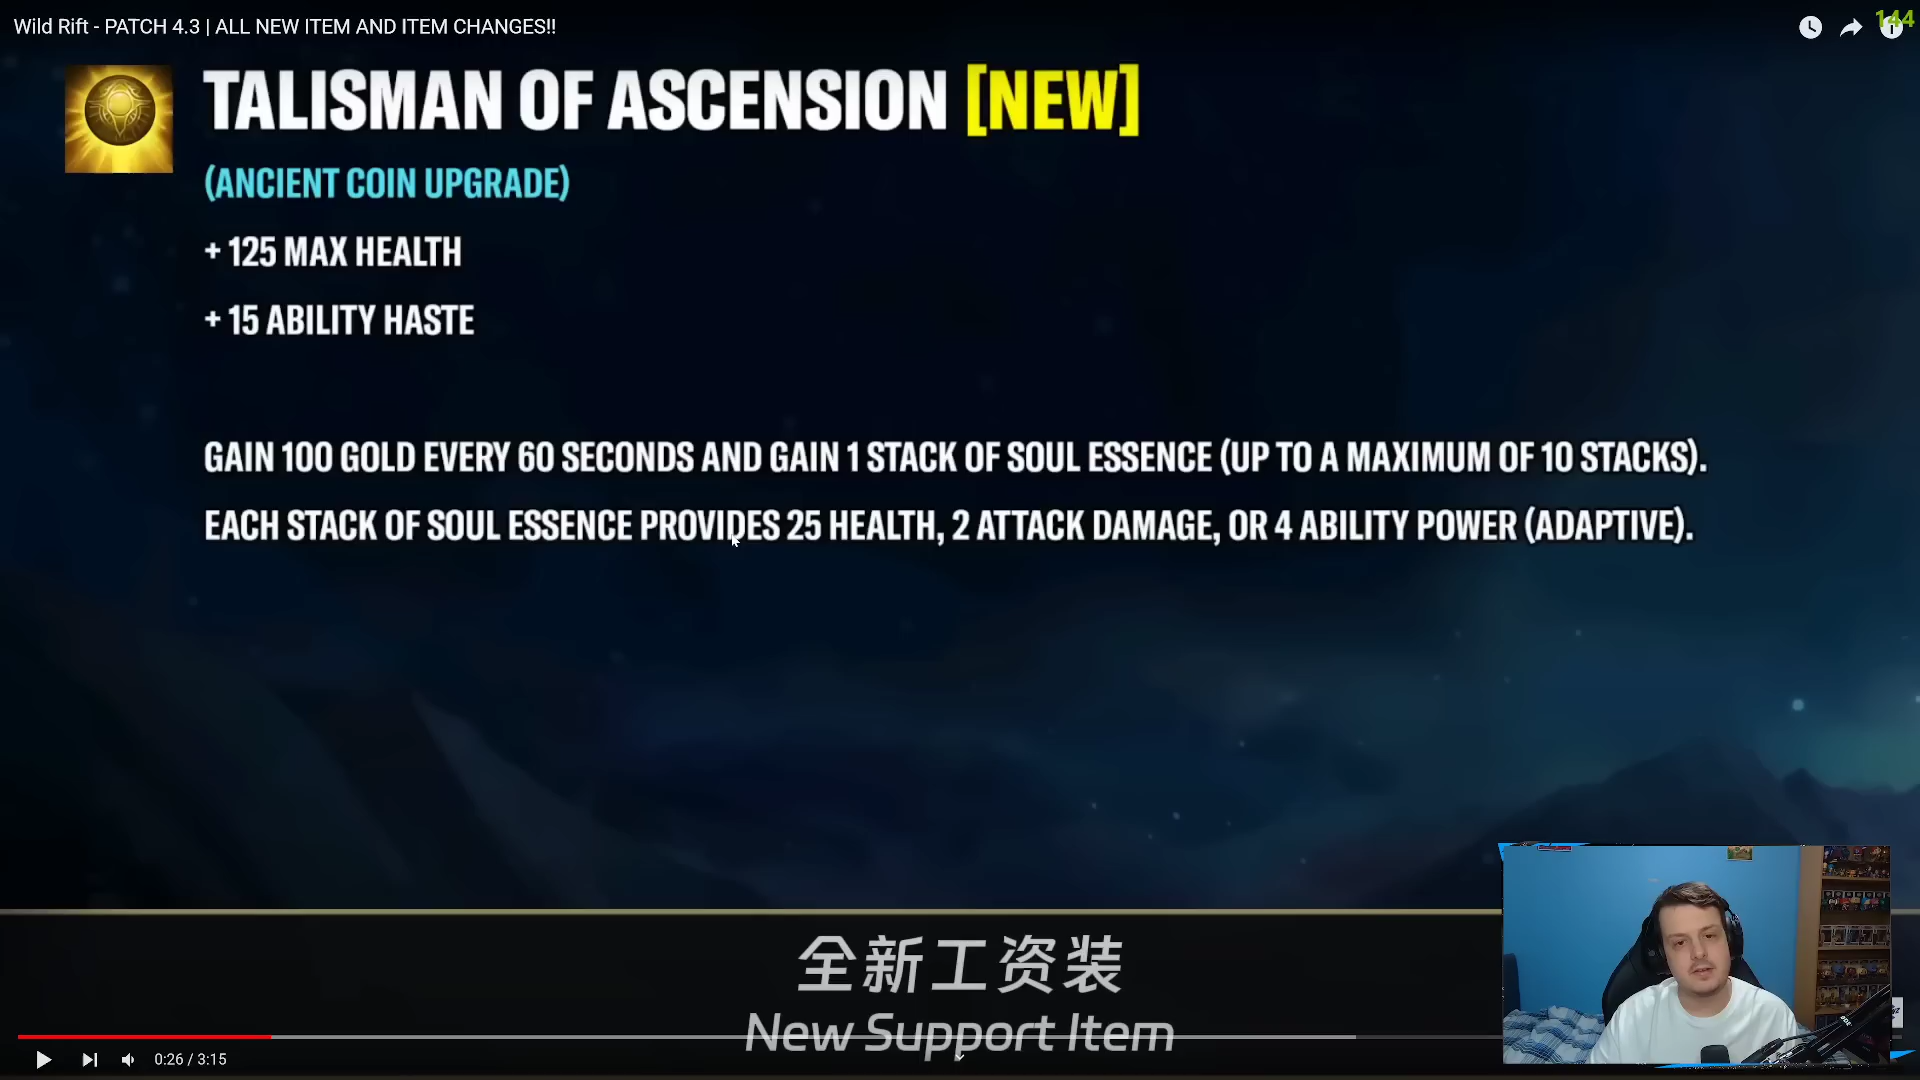 Wild Rift - PATCH 4.3 | ALL NEW ITEM AND ITEM CHANGES!!
144
TALISMAN OF ASCENSION [NEW]
(ANCIENT COIN UPGRADE)
+ 125 MAX HEALTH
+ 15 ABILITY HASTE
GAIN 100 GOLD EVERY 60 SECONDS AND GAIN 1 STACK OF SOUL ESSENCE (UP TO A MAXIMUM OF 10 STACKS).
EACH STACK OF SOUL ESSENCE PROVIDES 25 HEALTH, 2 ATTACK DAMAGE, OR 4 ABILITY POWER (ADAPTIVE).
全新工资装
New Support Item
0:26 / 3:15